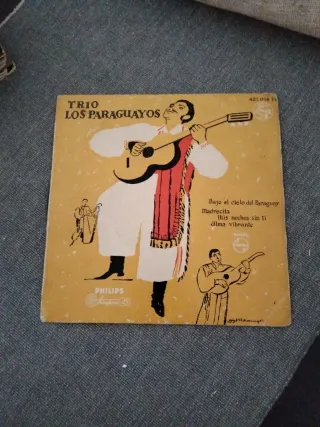 TRIO
LOS PARAGUAYOS
Bajo el cielo del Paraguay
Madrecita
Mis noches sin ti
Alma vibrante
PHILIPS